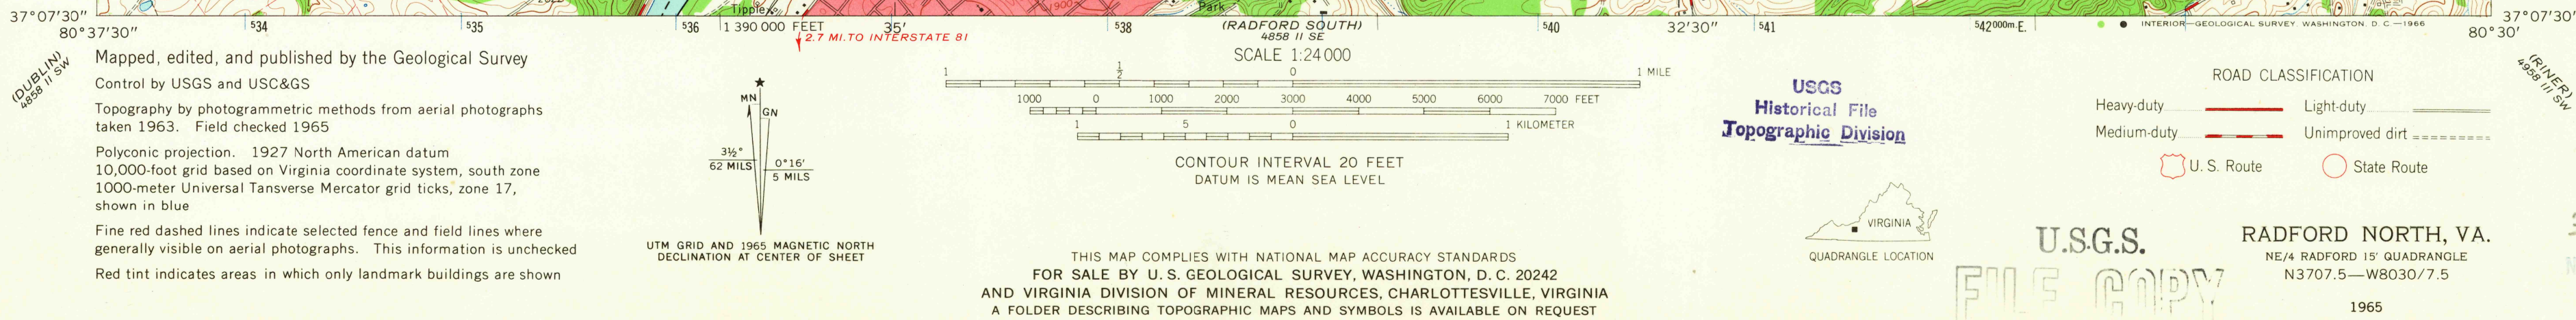 Tipple
1900
Park
37°07'30"
80°37'30"
534
535
536
1 390 000 FEET
35'
538
(RADFORD SOUTH)
4858 II SE
540
32'30"
541
542000m.E.
INTERIOR—GEOLOGICAL SURVEY WASHINGTON D. C.—1966
37°07'30"
80°30'
2.7 MI. TO INTERSTATE 81
(DUBLIN)
4858 II SW
(RINER)
4958 III SW
Mapped, edited, and published by the Geological Survey
Control by USGS and USC&GS
Topography by photogrammetric methods from aerial photographs
taken 1963. Field checked 1965
Polyconic projection. 1927 North American datum
10,000-foot grid based on Virginia coordinate system, south zone
1000-meter Universal Tansverse Mercator grid ticks, zone 17,
shown in blue
Fine red dashed lines indicate selected fence and field lines where
generally visible on aerial photographs. This information is unchecked
Red tint indicates areas in which only landmark buildings are shown
MN
GN
3½°
62 MILS
0°16'
5 MILS
UTM GRID AND 1965 MAGNETIC NORTH
DECLINATION AT CENTER OF SHEET
SCALE 1:24 000
1 ½ 0 1 MILE
1000 0 1000 2000 3000 4000 5000 6000 7000 FEET
1 5 0 1 KILOMETER
CONTOUR INTERVAL 20 FEET
DATUM IS MEAN SEA LEVEL
THIS MAP COMPLIES WITH NATIONAL MAP ACCURACY STANDARDS
FOR SALE BY U. S. GEOLOGICAL SURVEY, WASHINGTON, D. C. 20242
AND VIRGINIA DIVISION OF MINERAL RESOURCES, CHARLOTTESVILLE, VIRGINIA
A FOLDER DESCRIBING TOPOGRAPHIC MAPS AND SYMBOLS IS AVAILABLE ON REQUEST
USGS
Historical File
Topographic Division
VIRGINIA
QUADRANGLE LOCATION
ROAD CLASSIFICATION
Heavy-duty
Light-duty
Medium-duty
Unimproved dirt
U. S. Route
State Route
U.S.G.S.
FILE COPY
RADFORD NORTH, VA.
NE/4 RADFORD 15' QUADRANGLE
N3707.5—W8030/7.5
1965